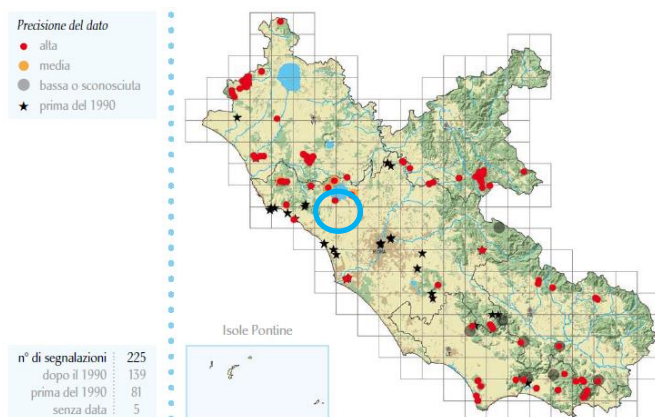 Precisione del dato
alta
media
bassa o sconosciuta
prima del 1990
Isole Pontine
n° di segnalazioni 225
dopo il 1990 139
prima del 1990 81
senza data 5